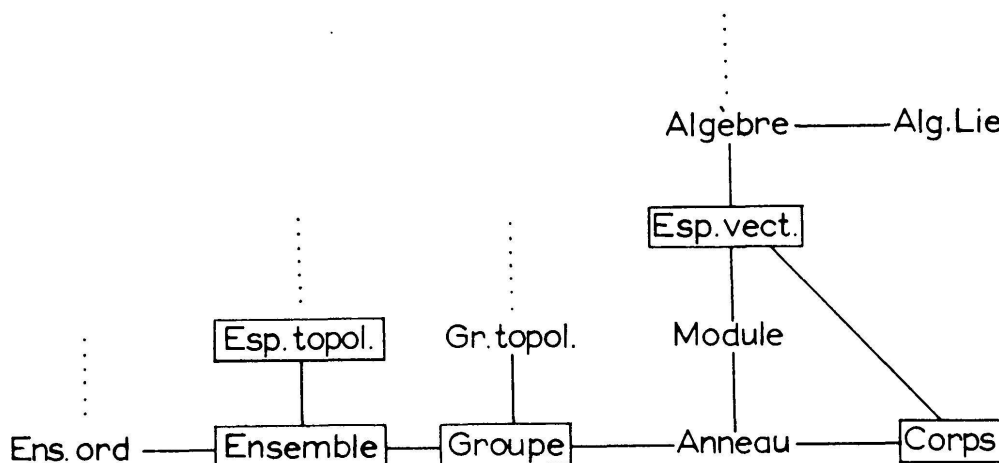 Algèbre Alg.Lie
Esp.vect.
Esp.topol. Gr.topol. Module
Ens.ord Ensemble Groupe Anneau Corps